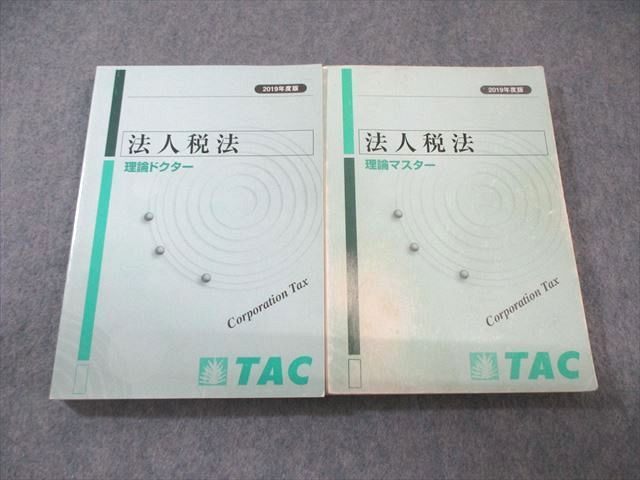 2019年度版
法人税法
理論ドクター
Corporation Tax
TAC
2019年度版
法人税法
理論マスター
Corporation Tax
TAC